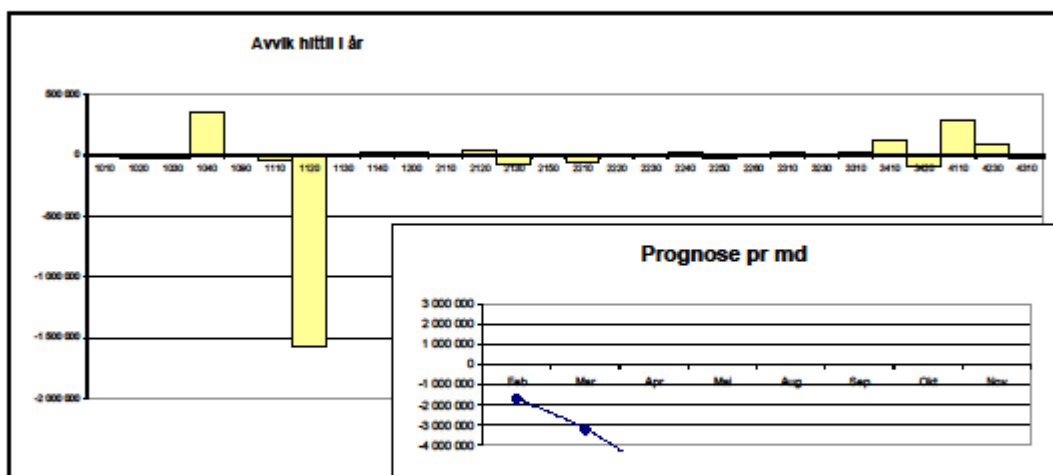 Avvik hittil i år
500 000
0
1010 1020 1030 1040 1090 1110 1120 1130 1140 1200 2110 2120 2130 2150 2210 2220 2230 2240 2250 2260 2310 3230 3310 3410 3420 4110 4230 4310
-500 000
-1 000 000
-1 500 000
-2 000 000
Prognose pr md
3 000 000
2 000 000
1 000 000
0
Feb Mar Apr Mai Aug Sep Okt Nov
-1 000 000
-2 000 000
-3 000 000
-4 000 000